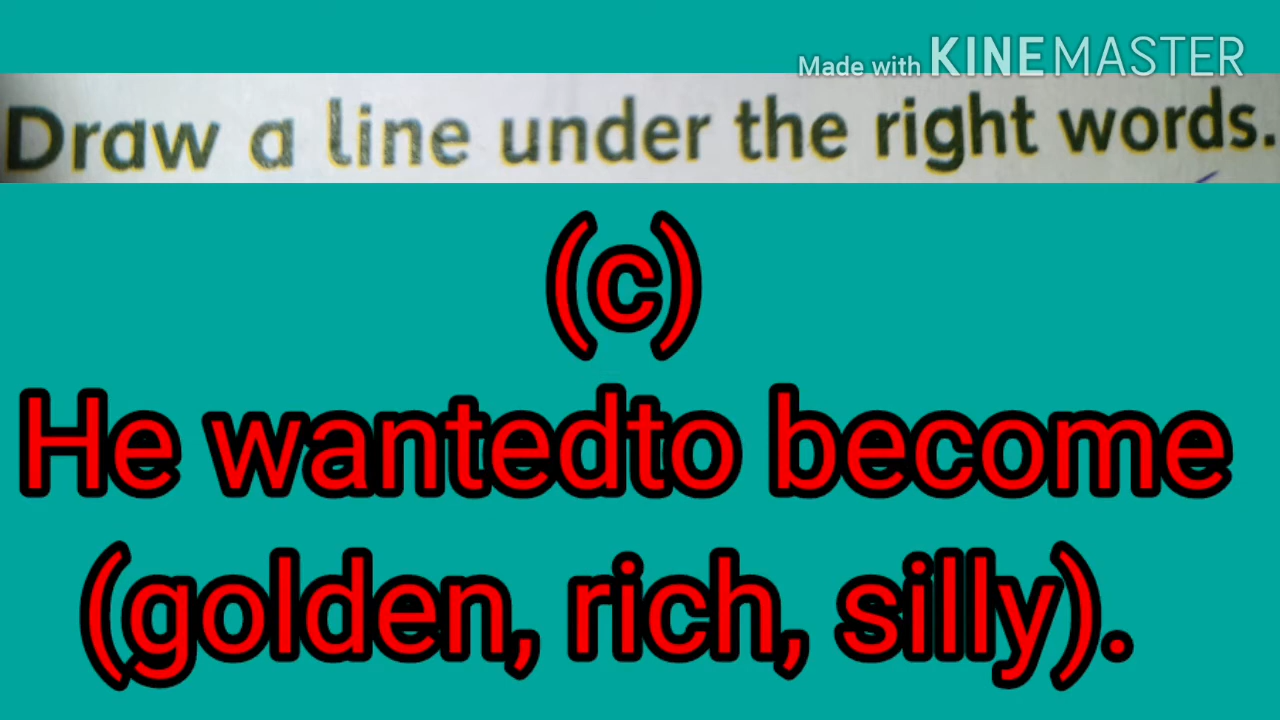 Made with KINEMASTER
Draw a line under the right words.
(c)
He wantedto become
(golden, rich, silly).